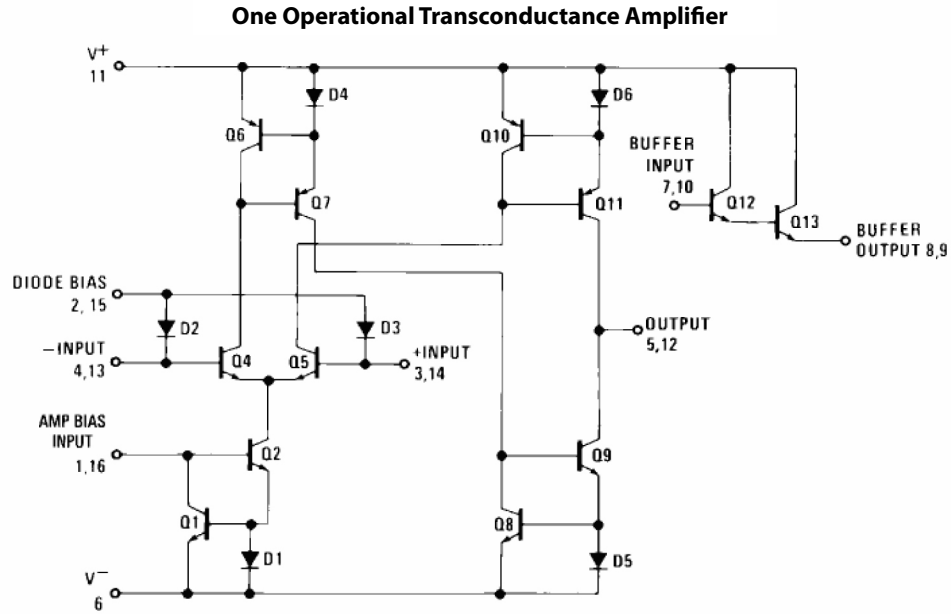 One Operational Transconductance Amplifier
V+
11
D4
D6
Q6
Q10
BUFFER
INPUT
7,10
Q7
Q11
Q12
Q13
BUFFER
OUTPUT 8,9
DIODE BIAS
2, 15
D2
D3
OUTPUT
5,12
−INPUT
4,13
Q4
Q5
+INPUT
3,14
AMP BIAS
INPUT
1,16
Q2
Q9
Q1
Q8
D1
D5
V−
6